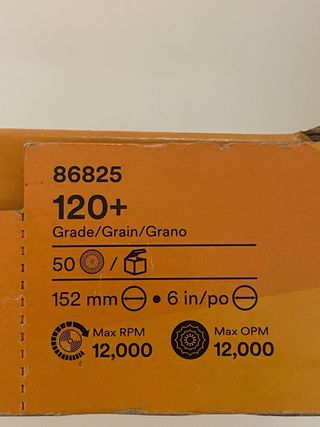 86825
120+
Grade/Grain/Grano
50 /
152 mm • 6 in/po
Max RPM
12,000
Max OPM
12,000